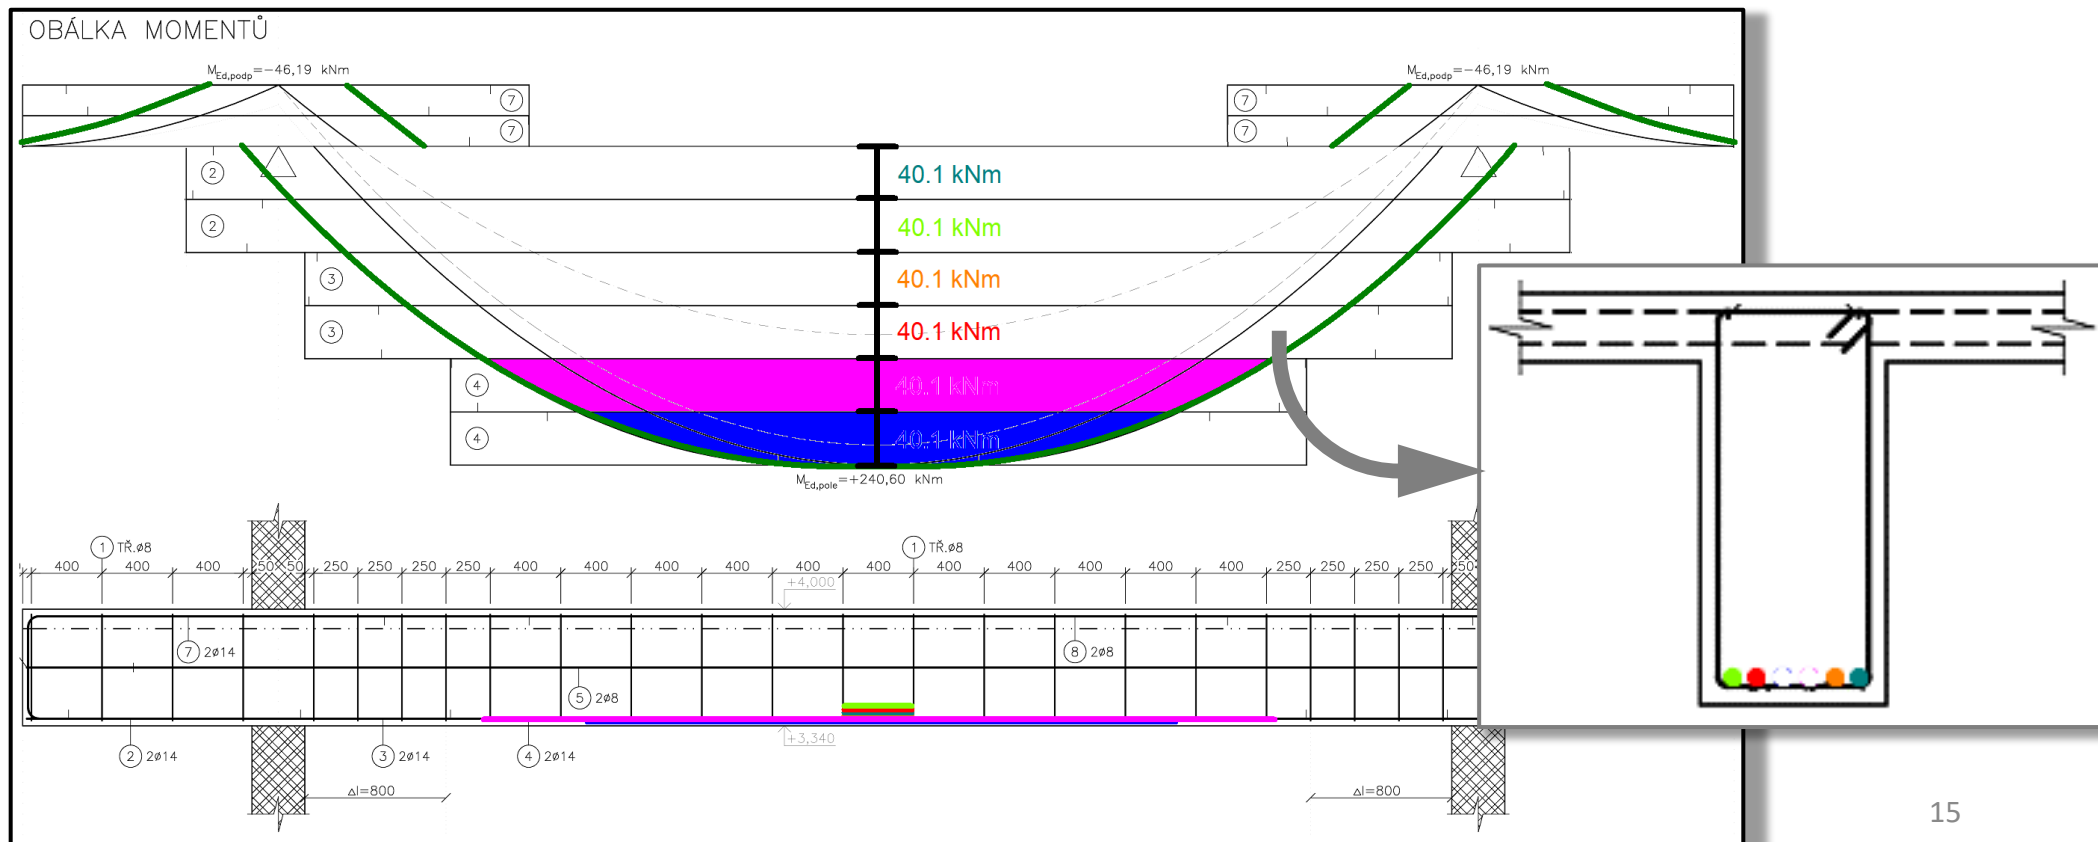 OBÁLKA MOMENTŮ
MEd,podp=-46,19 kNm
MEd,podp=-46,19 kNm
7
7
7
7
2
40.1 kNm
2
40.1 kNm
3
40.1 kNm
3
40.1 kNm
4
40.1 kNm
4
40.1 kNm
MEd,pole=+240,60 kNm
1 TŘ.ø8
1 TŘ.ø8
400 400 400 50 50 250 250 250 250 400 400 400 400 400 400 400 400 400 400 400 250 250 250 250 50
+4,000
7 2ø14
8 2ø8
5 2ø8
+3,340
2 2ø14
3 2ø14
4 2ø14
Δl=800
Δl=800
15